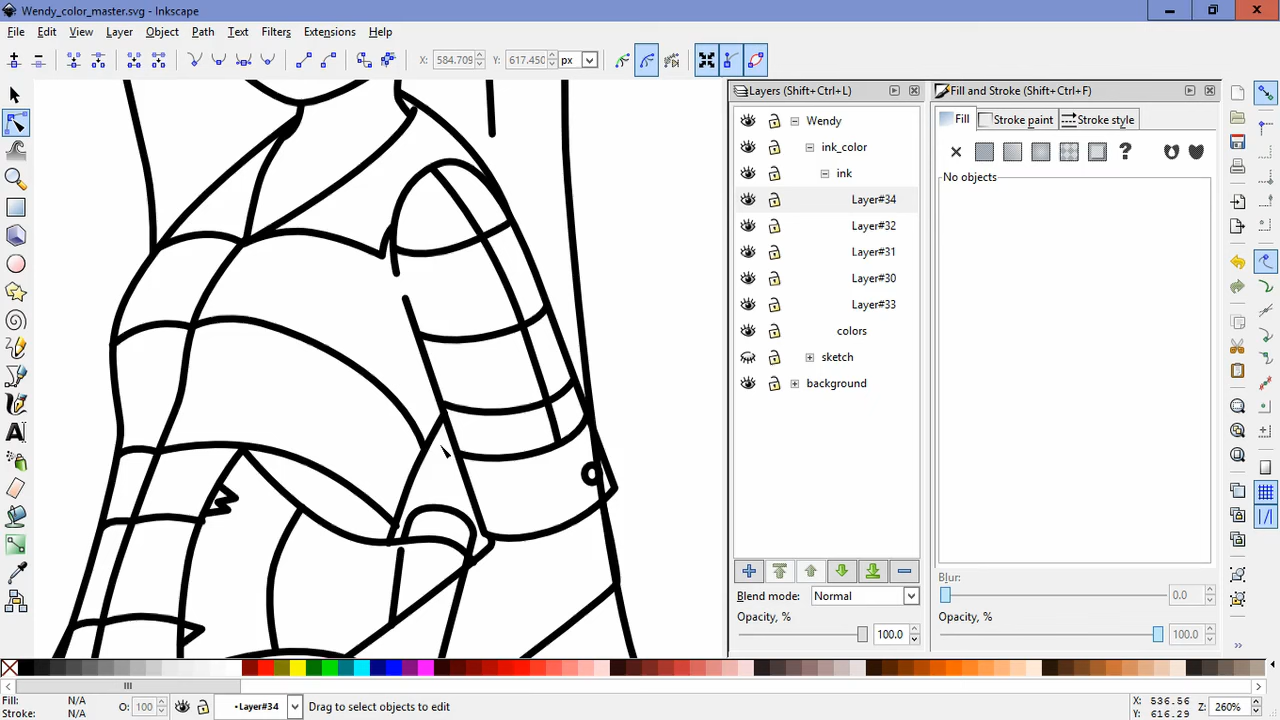 Wendy_color_master.svg - Inkscape
File Edit View Layer Object Path Text Filters Extensions Help
X: 584.709 Y: 617.450 px
Layers (Shift+Ctrl+L)
Fill and Stroke (Shift+Ctrl+F)
Wendy
ink_color
ink
Layer#34
Layer#32
Layer#31
Layer#30
Layer#33
colors
sketch
background
Blend mode: Normal
Opacity, %
100.0
Fill Stroke paint Stroke style
?
No objects
Blur:
0.0
Opacity, %
100.0
Fill: N/A
Stroke: N/A
O: 100
•Layer#34
Drag to select objects to edit
X: 536.56
Y: 616.29
Z: 260%